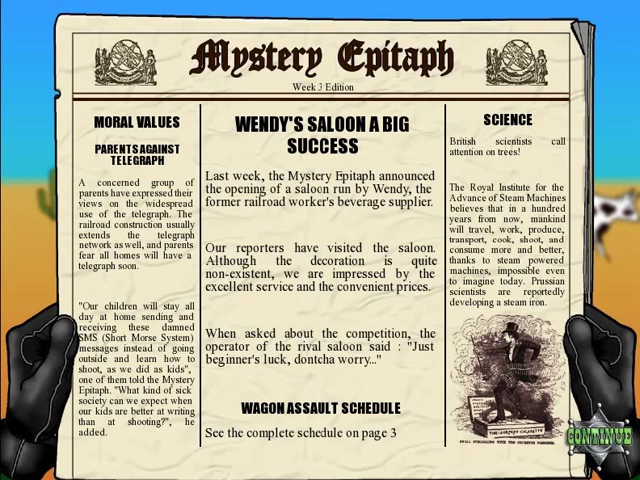 Mystery Epitaph
Week 3 Edition
MORAL VALUES
PARENTS AGAINST
TELEGRAPH
A concerned group of
parents have expressed their
views on the widespread
use of the telegraph. The
railroad construction usually
extends the telegraph
network as well, and parents
fear all homes will have a
telegraph soon.
"Our children will stay all
day at home sending and
receiving these damned
SMS (Short Morse System)
messages instead of going
outside and learn how to
shoot, as we did as kids",
one of them told the Mystery
Epitaph. "What kind of sick
society can we expect when
our kids are better at writing
than at shooting?", he
added.
WENDY'S SALOON A BIG
SUCCESS
Last week, the Mystery Epitaph announced
the opening of a saloon run by Wendy, the
former railroad worker's beverage supplier.
Our reporters have visited the saloon.
Although the decoration is quite
non-existent, we are impressed by the
excellent service and the convenient prices.
When asked about the competition, the
operator of the rival saloon said : "Just
beginner's luck, dontcha worry..."
WAGON ASSAULT SCHEDULE
See the complete schedule on page 3
SCIENCE
British scientists call
attention on trees!
The Royal Institute for the
Advance of Steam Machines
believes that in a hundred
years from now, mankind
will travel, work, produce,
transport, cook, shoot, and
consume more and better,
thanks to steam powered
machines, impossible even
to imagine today. Prussian
scientists are reportedly
developing a steam iron.
CONTINUE